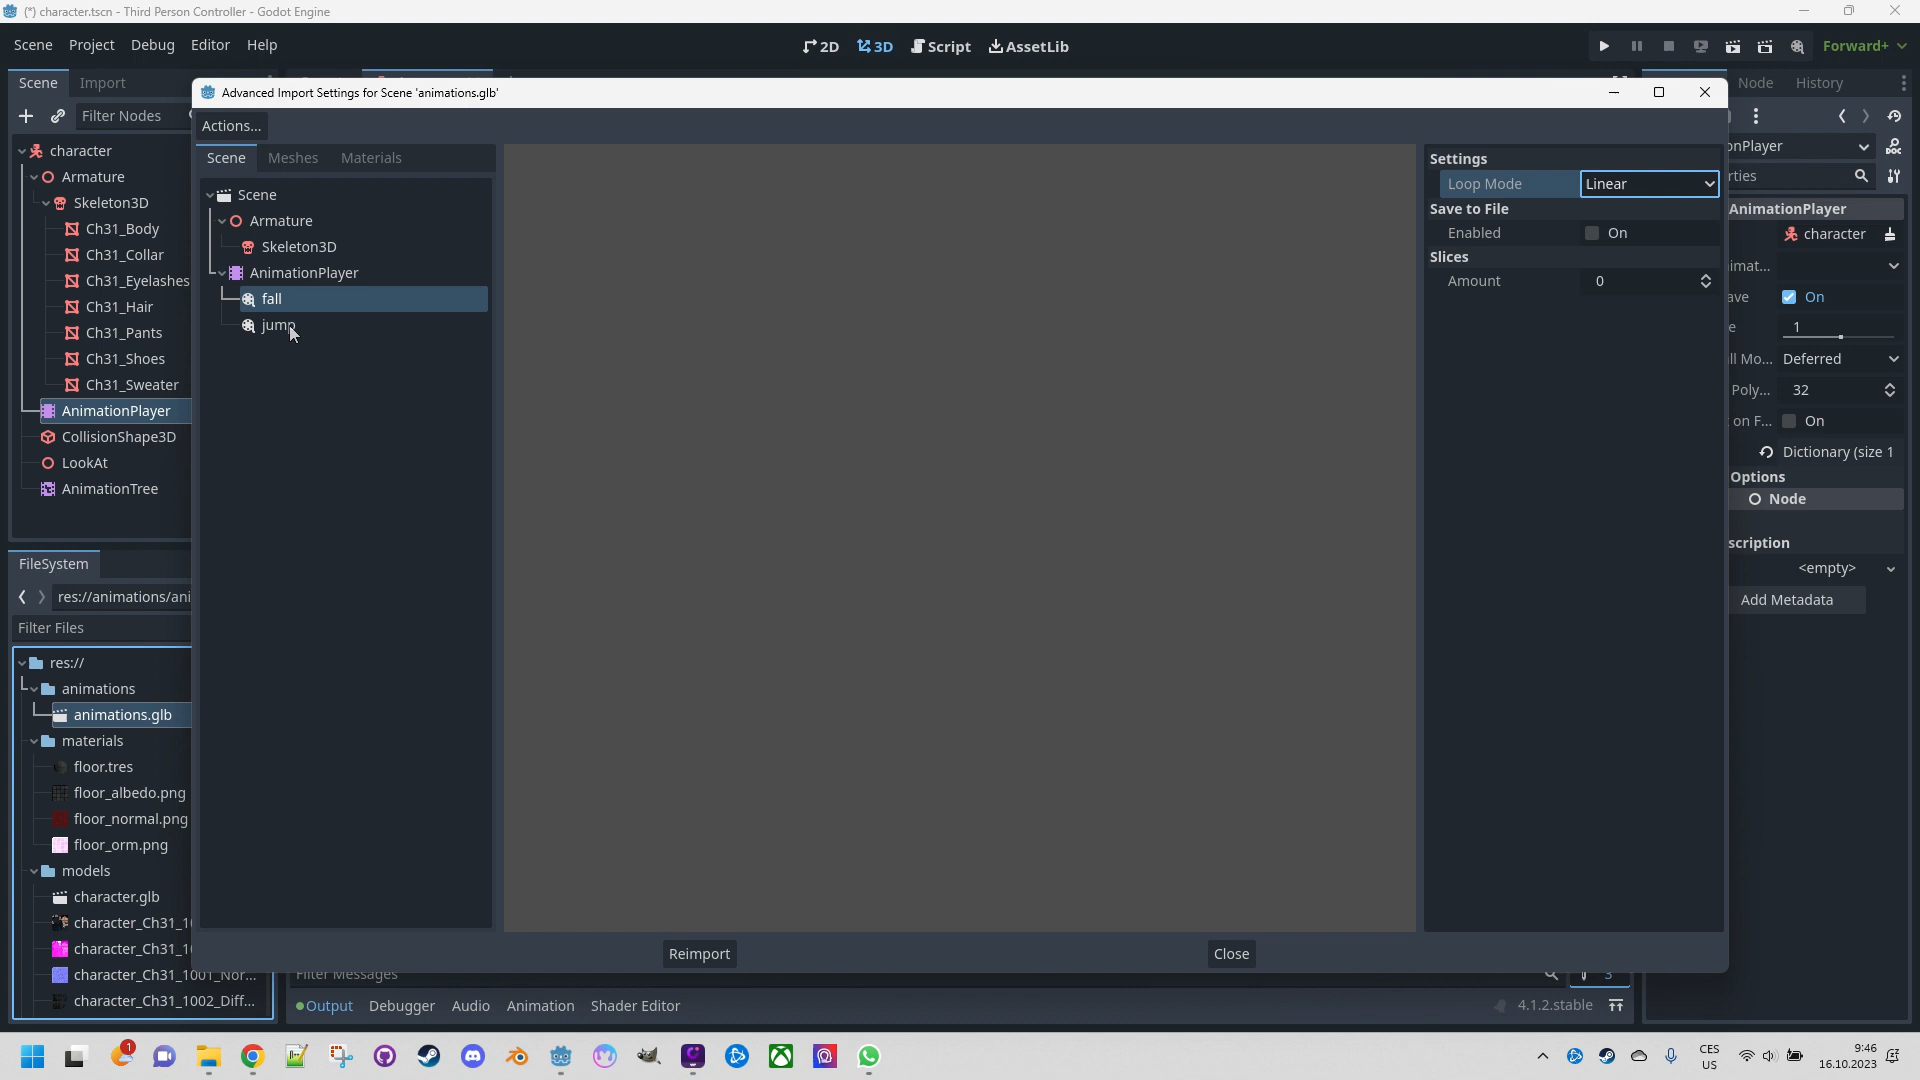 (*) character.tscn - Third Person Controller - Godot Engine
Scene Project Debug Editor Help
2D 3D Script AssetLib
Forward+
Scene Import
Node History
Advanced Import Settings for Scene 'animations.glb'
Filter Nodes
Actions...
Scene Meshes Materials
Scene
Armature
Skeleton3D
AnimationPlayer
fall
jump
Settings
Loop Mode Linear
Save to File
Enabled On
Slices
Amount 0
Reimport
Close
character
Armature
Skeleton3D
Ch31_Body
Ch31_Collar
Ch31_Eyelashes
Ch31_Hair
Ch31_Pants
Ch31_Shoes
Ch31_Sweater
AnimationPlayer
CollisionShape3D
LookAt
AnimationTree
FileSystem
res://animations/ani
Filter Files
res://
animations
animations.glb
materials
floor.tres
floor_albedo.png
floor_normal.png
floor_orm.png
models
character.glb
character_Ch31_10
character_Ch31_10
character_Ch31_1001_Nor...
character_Ch31_1002_Diff...
onPlayer
rties
AnimationPlayer
character
imat...
ave On
e 1
ll Mo... Deferred
Poly... 32
on F... On
Dictionary (size 1
Options
Node
scription
<empty>
Add Metadata
Filter Messages
3
Output Debugger Audio Animation Shader Editor
4.1.2.stable
1
CES
US
9:46
16.10.2023